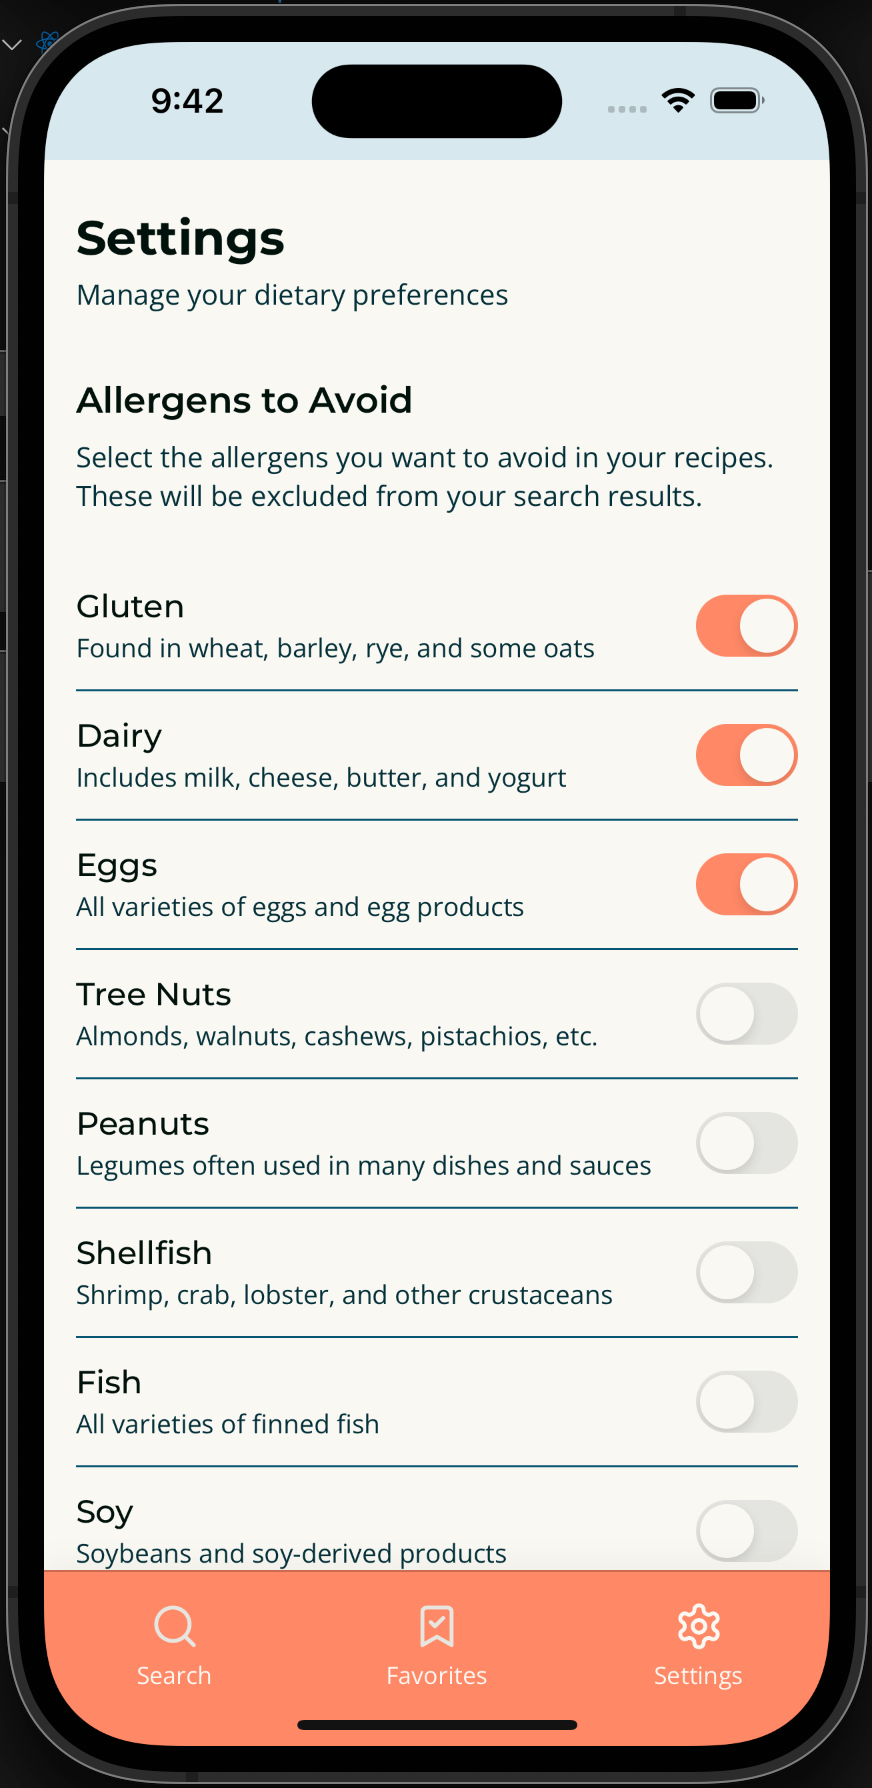 9:42
Settings
Manage your dietary preferences
Allergens to Avoid
Select the allergens you want to avoid in your recipes.
These will be excluded from your search results.
Gluten
Found in wheat, barley, rye, and some oats
Dairy
Includes milk, cheese, butter, and yogurt
Eggs
All varieties of eggs and egg products
Tree Nuts
Almonds, walnuts, cashews, pistachios, etc.
Peanuts
Legumes often used in many dishes and sauces
Shellfish
Shrimp, crab, lobster, and other crustaceans
Fish
All varieties of finned fish
Soy
Soybeans and soy-derived products
Search Favorites Settings